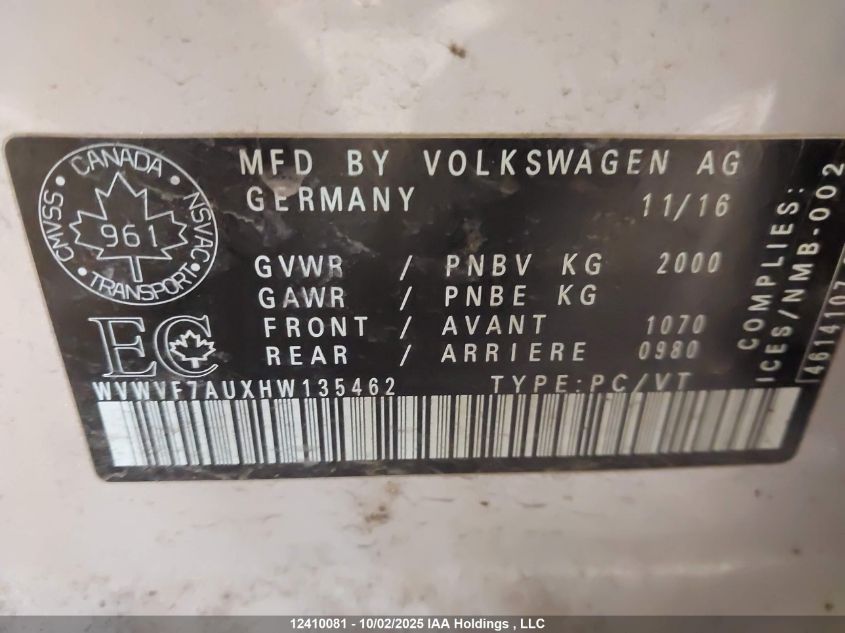 CANADA
CMVSS NSVAC
961
TRANSPORT
MFD BY VOLKSWAGEN AG
GERMANY 11/16
GVWR / PNBV KG 2000
GAWR / PNBE KG
FRONT / AVANT 1070
REAR / ARRIERE 0980
EC
WVWVF7AUXHW135462 TYPE:PC/VT
COMPLIES:
ICES/NMB-002
12410081 - 10/02/2025 IAA Holdings , LLC